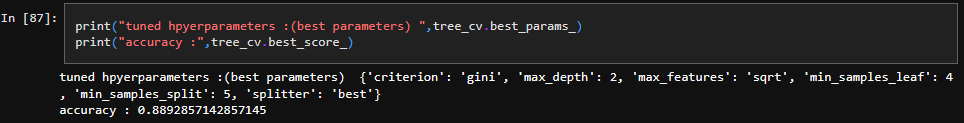 In [87]:
print("tuned hpyerparameters :(best parameters) ",tree_cv.best_params_)
print("accuracy :",tree_cv.best_score_)
tuned hpyerparameters :(best parameters)  {'criterion': 'gini', 'max_depth': 2, 'max_features': 'sqrt', 'min_samples_leaf': 4
, 'min_samples_split': 5, 'splitter': 'best'}
accuracy : 0.8892857142857145